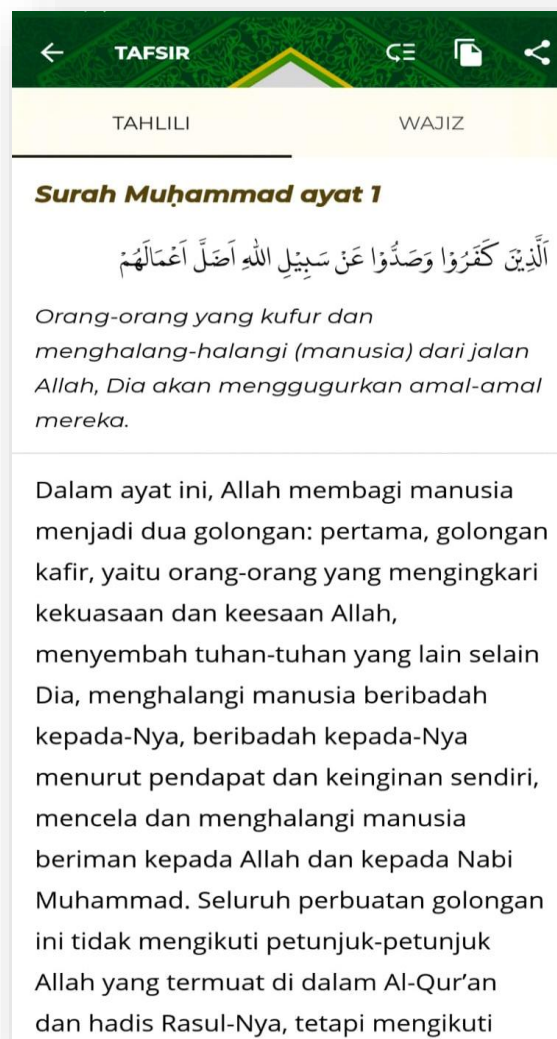 TAFSIR
TAHLILI
WAJIZ
Surah Muḥammad ayat 1
اَلَّذِيْنَ كَفَرُوْا وَصَدُّوْا عَنْ سَبِيْلِ اللّٰهِ اَضَلَّ اَعْمَالَهُمْ
Orang-orang yang kufur dan
menghalang-halangi (manusia) dari jalan
Allah, Dia akan menggugurkan amal-amal
mereka.
Dalam ayat ini, Allah membagi manusia
menjadi dua golongan: pertama, golongan
kafir, yaitu orang-orang yang mengingkari
kekuasaan dan keesaan Allah,
menyembah tuhan-tuhan yang lain selain
Dia, menghalangi manusia beribadah
kepada-Nya, beribadah kepada-Nya
menurut pendapat dan keinginan sendiri,
mencela dan menghalangi manusia
beriman kepada Allah dan kepada Nabi
Muhammad. Seluruh perbuatan golongan
ini tidak mengikuti petunjuk-petunjuk
Allah yang termuat di dalam Al-Qur’an
dan hadis Rasul-Nya, tetapi mengikuti